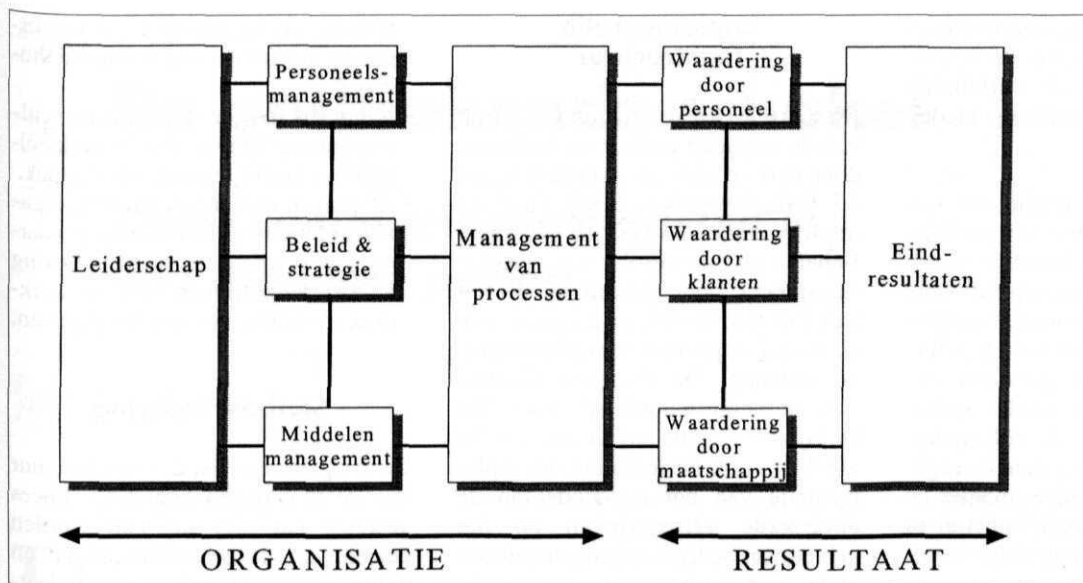 Leiderschap
Personeels-
management
Beleid &
strategie
Middelen
management
Management
van
processen
Waardering
door
personeel
Waardering
door
klanten
Waardering
door
maatschappij
Eind-
resultaten
ORGANISATIE
RESULTAAT